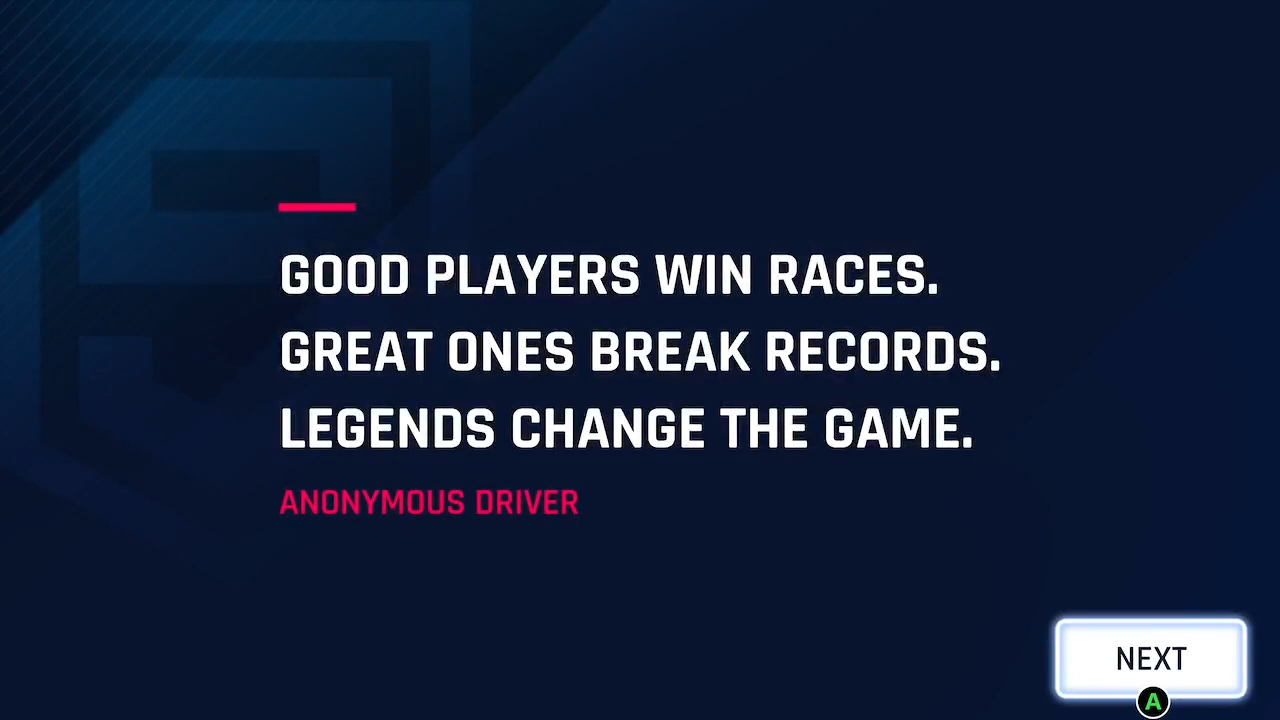 GOOD PLAYERS WIN RACES.
GREAT ONES BREAK RECORDS.
LEGENDS CHANGE THE GAME.
ANONYMOUS DRIVER
NEXT
A